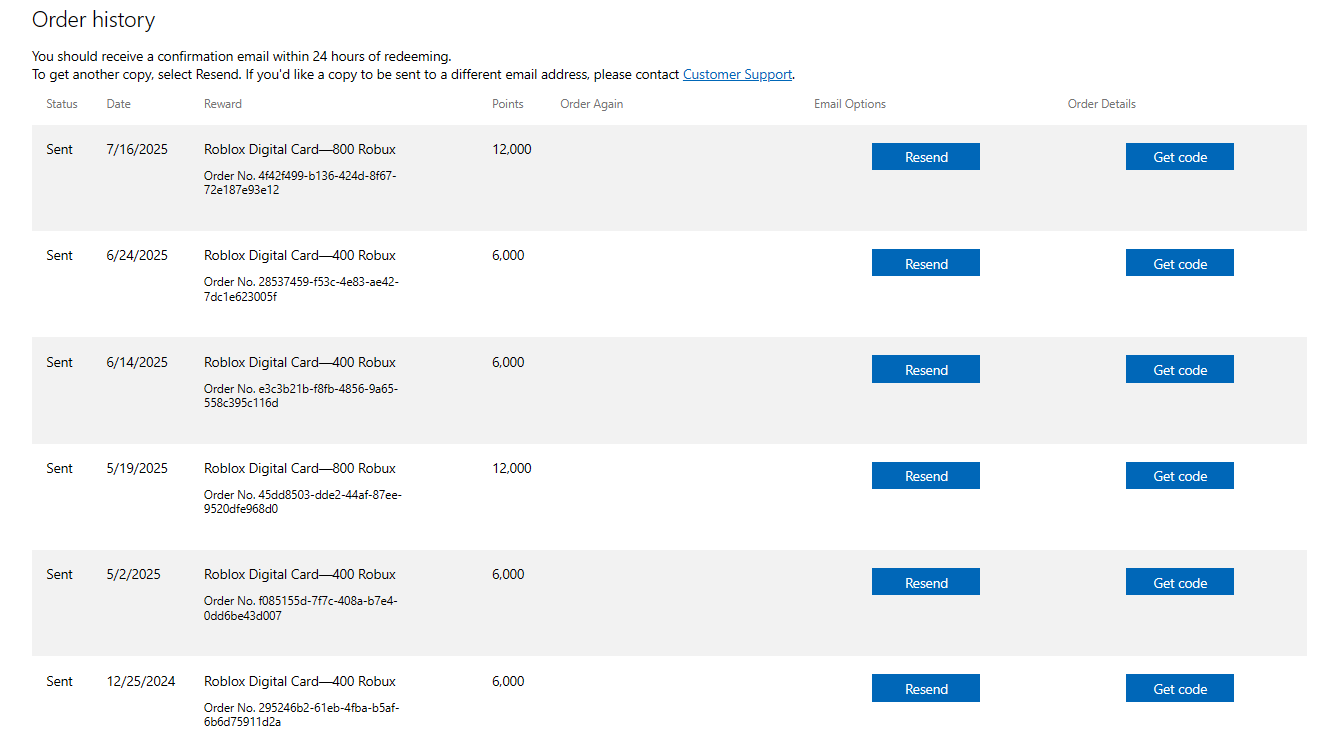 Order history
You should receive a confirmation email within 24 hours of redeeming.
To get another copy, select Resend. If you'd like a copy to be sent to a different email address, please contact Customer Support.
Status Date Reward Points Order Again Email Options Order Details
Sent 7/16/2025 Roblox Digital Card—800 Robux 12,000 Resend Get code
Order No. 4f42f499-b136-424d-8f67-
72e187e93e12
Sent 6/24/2025 Roblox Digital Card—400 Robux 6,000 Resend Get code
Order No. 28537459-f53c-4e83-ae42-
7dc1e623005f
Sent 6/14/2025 Roblox Digital Card—400 Robux 6,000 Resend Get code
Order No. e3c3b21b-f8fb-4856-9a65-
558c395c116d
Sent 5/19/2025 Roblox Digital Card—800 Robux 12,000 Resend Get code
Order No. 45dd8503-dde2-44af-87ee-
9520dfe968d0
Sent 5/2/2025 Roblox Digital Card—400 Robux 6,000 Resend Get code
Order No. f085155d-7f7c-408a-b7e4-
0dd6be43d007
Sent 12/25/2024 Roblox Digital Card—400 Robux 6,000 Resend Get code
Order No. 295246b2-61eb-4fba-b5af-
6b6d75911d2a